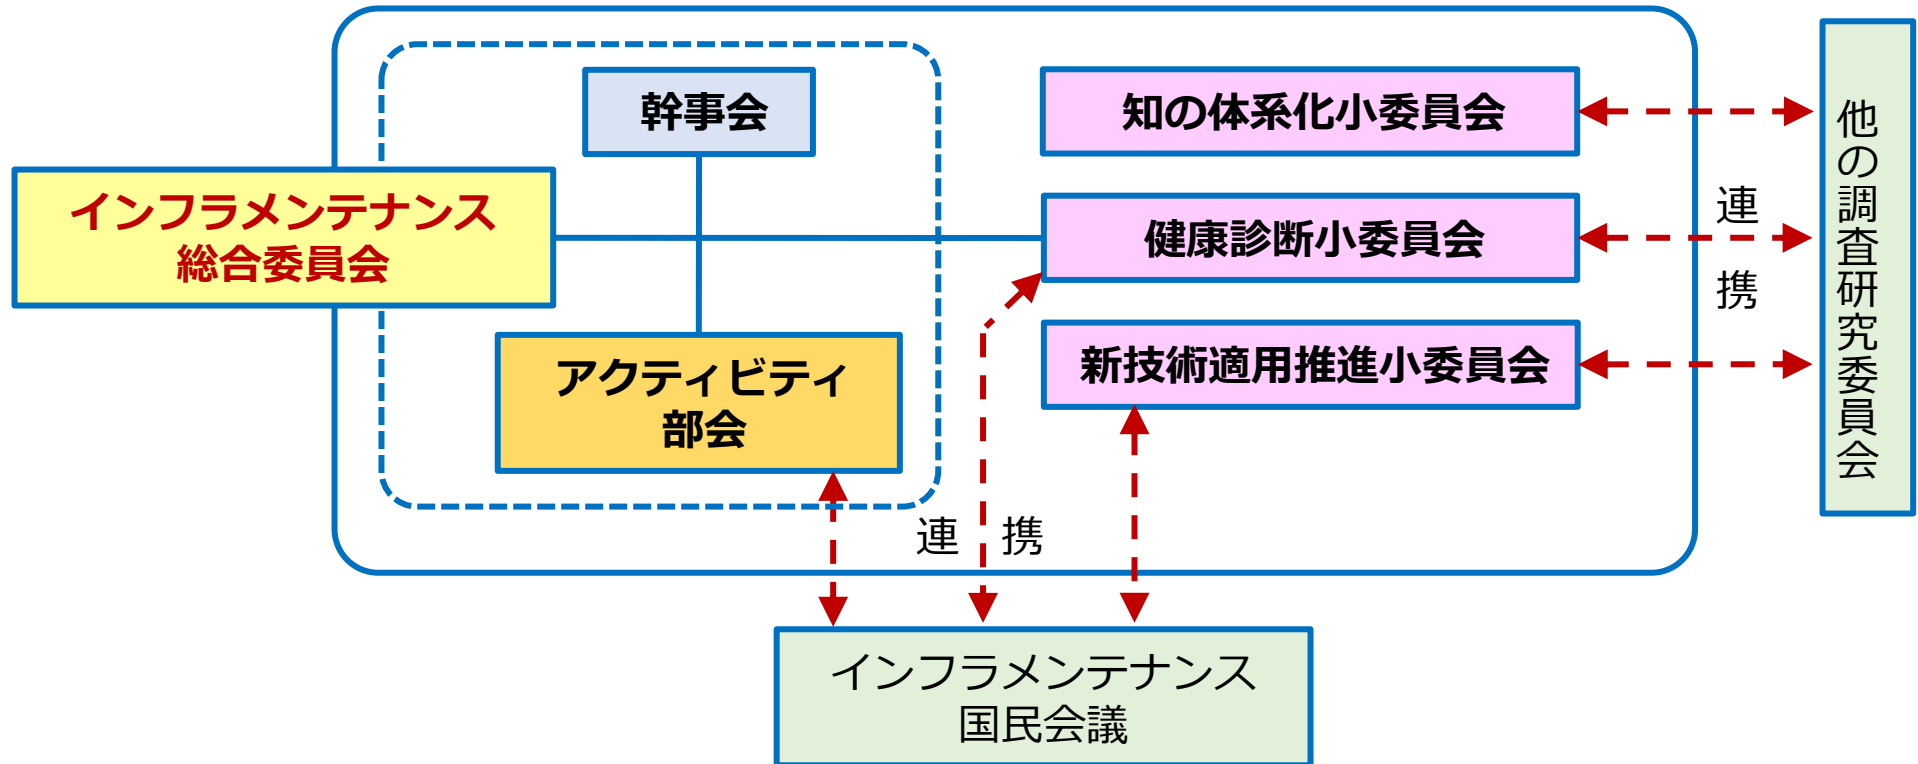 幹事会
知の体系化小委員会
インフラメンテナンス
総合委員会
健康診断小委員会
新技術適用推進小委員会
アクティビティ
部会
連
携
他の調査研究委員会
連 携
インフラメンテナンス
国民会議